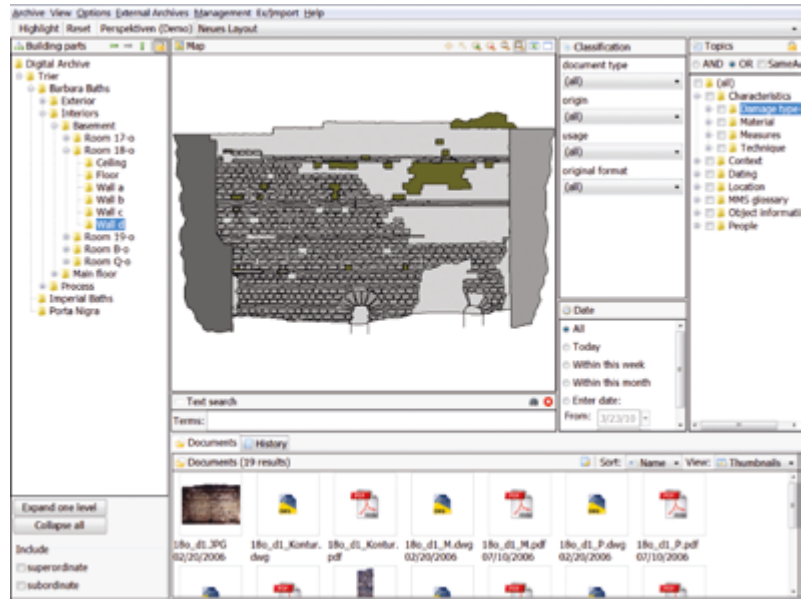 Archive View Options External Archives Management Ex/Import Help
Highlight Reset Perspektiven (Demo) Neues Layout
Building parts
Digital Archive
Trier
Barbara Baths
Exterior
Interiors
Basement
Room 17-o
Room 18-o
Ceiling
Floor
Wall a
Wall b
Wall c
Wall d
Room 19-o
Room B-o
Room Q-o
Main floor
Process
Imperial Baths
Porta Nigra
Expand one level
Collapse all
Include
superordinate
subordinate
Map
Text search
Terms:
Classification
document type
(all)
origin
(all)
usage
(all)
original format
(all)
Date
All
Today
Within this week
Within this month
Enter date:
From: 3/23/10
Topics
AND OR SameAs
(all)
Characteristics
Damage type
Material
Measures
Technique
Context
Dating
Location
MMS glossary
Object informati
People
Documents History
Documents (19 results) Sort: Name View: Thumbnails
18o_d1.JPG 18o_d1_Kontur. 18o_d1_Kontur. 18o_d1_M.dwg 18o_d1_M.pdf 18o_d1_P.dwg 18o_d1_P.pdf
02/20/2006 dwg pdf 02/20/2006 07/10/2006 02/20/2006 07/10/2006